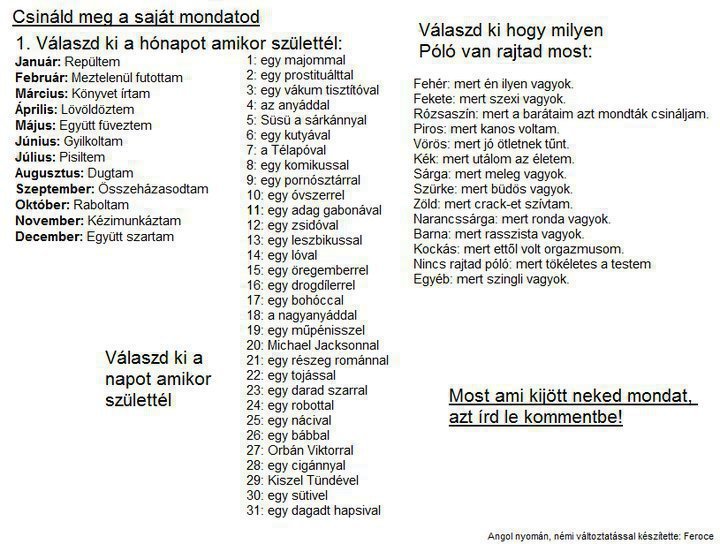 Csináld meg a saját mondatod
1. Válaszd ki a hónapot amikor születtél:
Január: Repültem
Február: Meztelenül futottam
Március: Könyvet írtam
Április: Lövöldöztem
Május: Együtt füveztem
Június: Gyilkoltam
Július: Pisiltem
Augusztus: Dugtam
Szeptember: Összeházasodtam
Október: Raboltam
November: Kézimunkáztam
December: Együtt szartam
Válaszd ki a
napot amikor
születtél
1: egy majommal
2: egy prostituálttal
3: egy vákum tisztítóval
4: az anyáddal
5: Süsü a sárkánnyal
6: egy kutyával
7: a Télapóval
8: egy komikussal
9: egy pornósztárral
10: egy óvszerrel
11: egy adag gabonával
12: egy zsidóval
13: egy leszbikussal
14: egy lóval
15: egy öregemberrel
16: egy drogdílerrel
17: egy bohóccal
18: a nagyanyáddal
19: egy műpénisszel
20: Michael Jacksonnal
21: egy részeg románnal
22: egy tojással
23: egy darad szarral
24: egy robottal
25: egy nácival
26: egy bábbal
27: Orbán Viktorral
28: egy cigánnyal
29: Kiszel Tündével
30: egy sütivel
31: egy dagadt hapsival
Válaszd ki hogy milyen
Póló van rajtad most:
Fehér: mert én ilyen vagyok.
Fekete: mert szexi vagyok.
Rózsaszín: mert a barátaim azt mondták csináljam.
Piros: mert kanos voltam.
Vörös: mert jó ötletnek tűnt.
Kék: mert utálom az életem.
Sárga: mert meleg vagyok.
Szürke: mert büdös vagyok.
Zöld: mert crack-et szívtam.
Narancssárga: mert ronda vagyok.
Barna: mert rasszista vagyok.
Kockás: mert ettől volt orgazmusom.
Nincs rajtad póló: mert tökéletes a testem
Egyéb: mert szingli vagyok.
Most ami kijött neked mondat,
azt írd le kommentbe!
Angol nyomán, némi változtatással készítette: Feroce